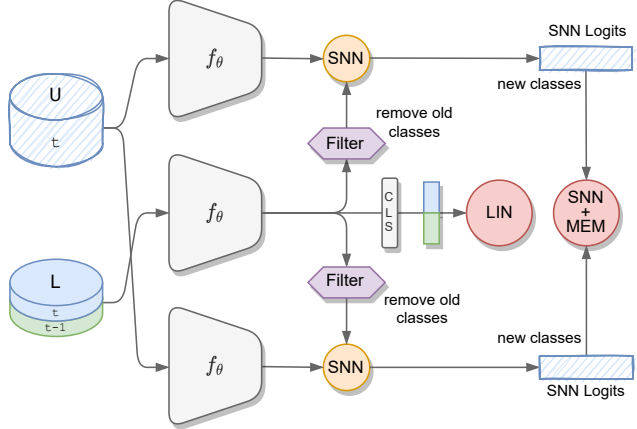 SNN Logits
U
t
fθ
SNN
new classes
remove old
classes
Filter
fθ
C
L
S
LIN
SNN
+
MEM
L
t
t-1
Filter
remove old
classes
fθ
SNN
new classes
SNN Logits